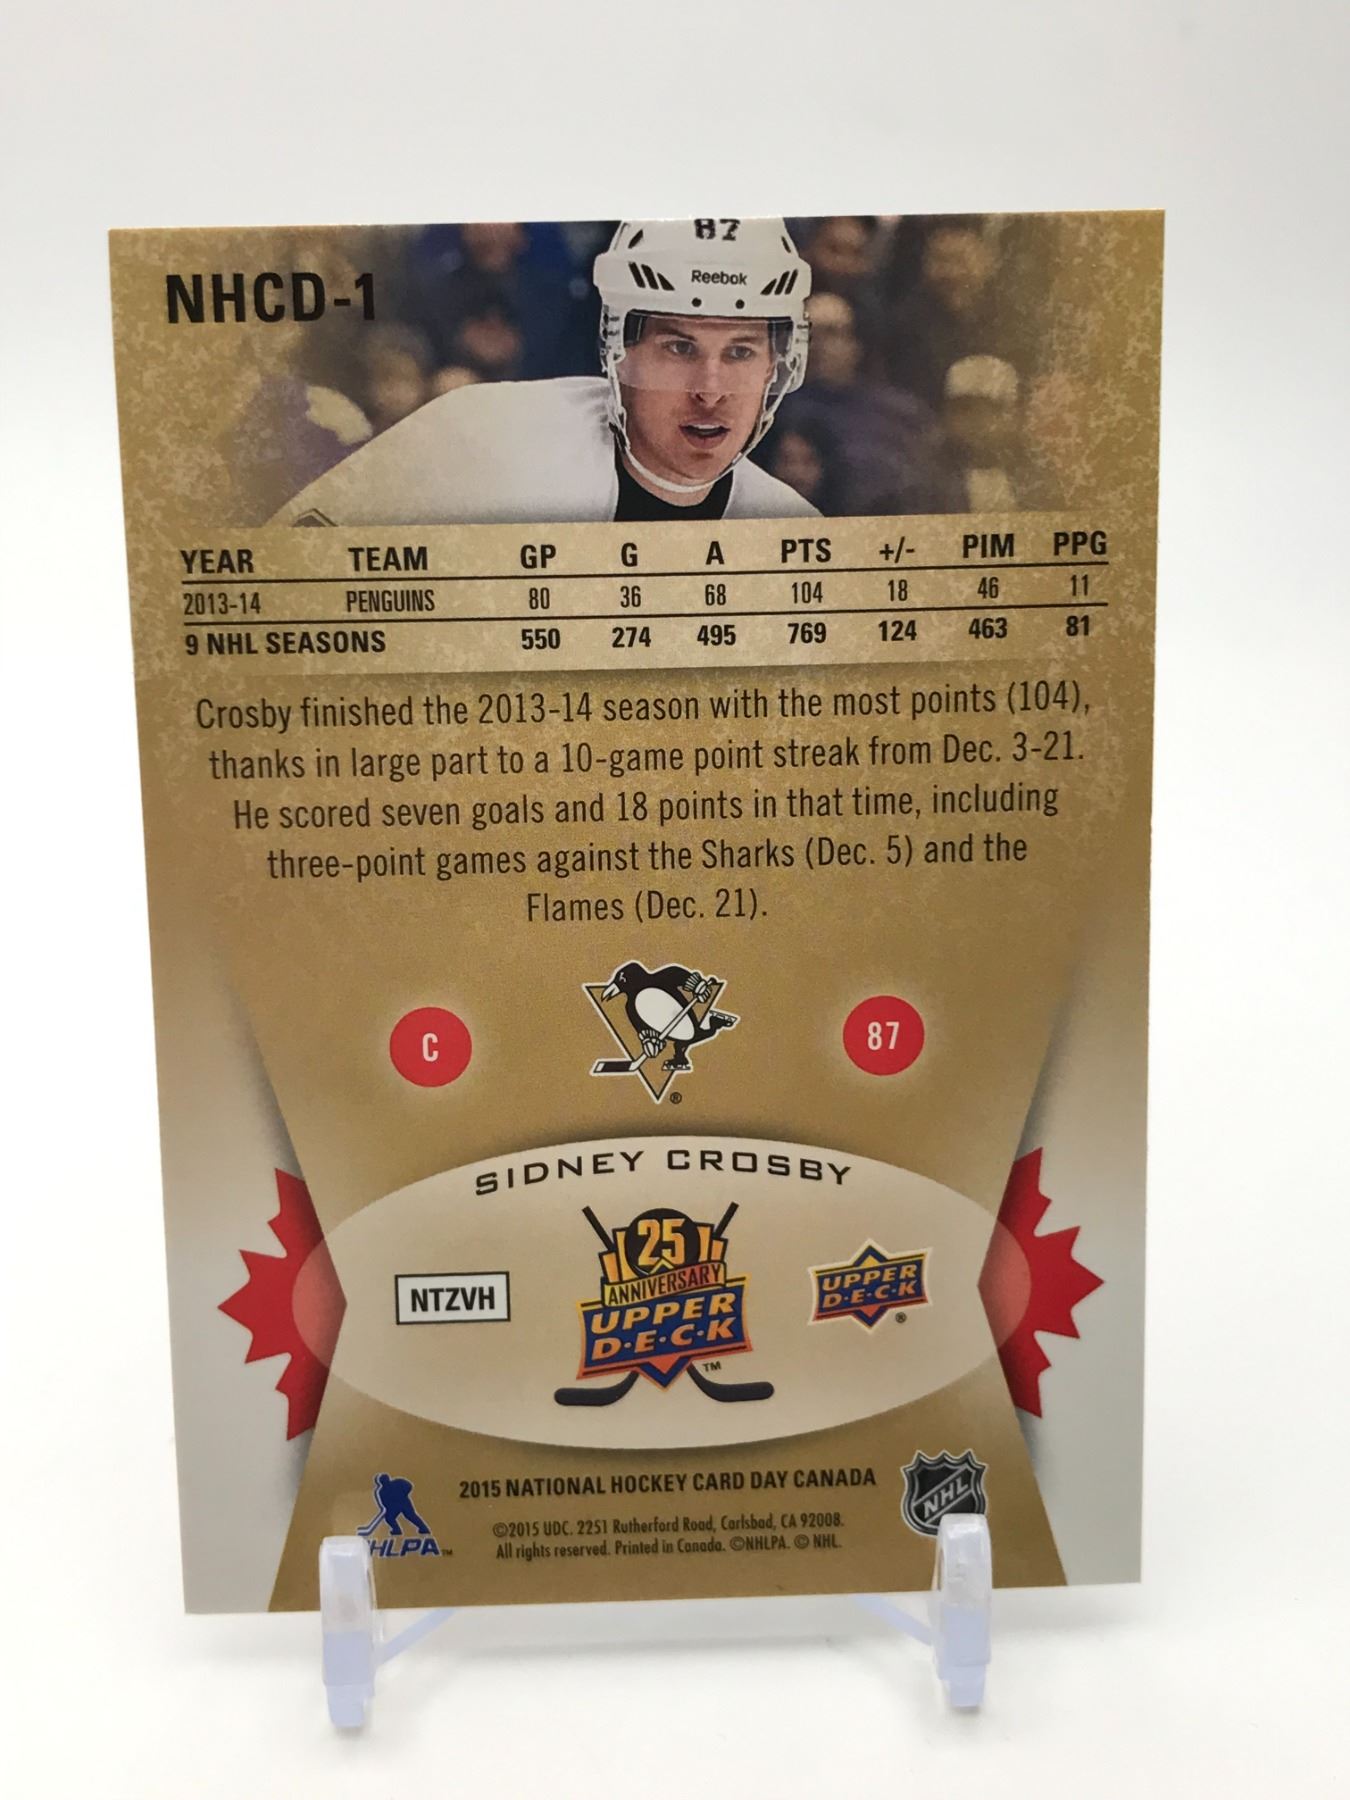 87
Reebok
NHCD-1
YEAR TEAM GP G A PTS +/- PIM PPG
2013-14 PENGUINS 80 36 68 104 18 46 11
9 NHL SEASONS 550 274 495 769 124 463 81
Crosby finished the 2013-14 season with the most points (104),
thanks in large part to a 10-game point streak from Dec. 3-21.
He scored seven goals and 18 points in that time, including
three-point games against the Sharks (Dec. 5) and the
Flames (Dec. 21).
C
®
87
SIDNEY CROSBY
NTZVH
25
ANNIVERSARY
UPPER
D·E·C·K
TM
UPPER
D·E·C·K
®
2015 NATIONAL HOCKEY CARD DAY CANADA
NHL
©2015 UDC. 2251 Rutherford Road, Carlsbad, CA 92008.
All rights reserved. Printed in Canada. ©NHLPA. © NHL.
HLPA™